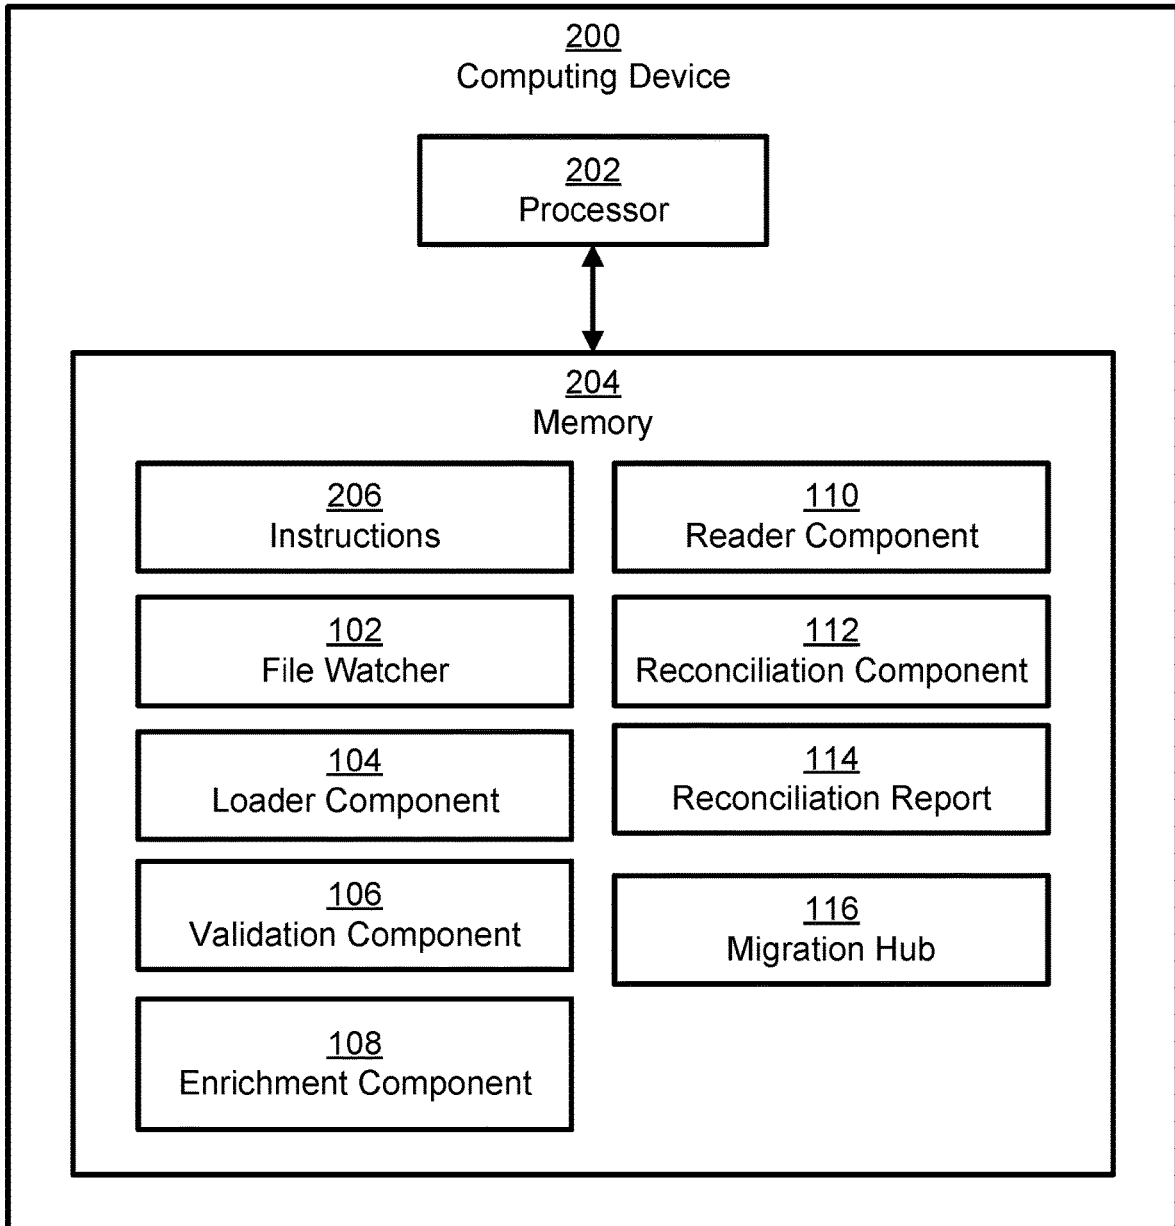 200
Computing Device
202
Processor
204
Memory
206
Instructions
102
File Watcher
104
Loader Component
106
Validation Component
108
Enrichment Component
110
Reader Component
112
Reconciliation Component
114
Reconciliation Report
116
Migration Hub